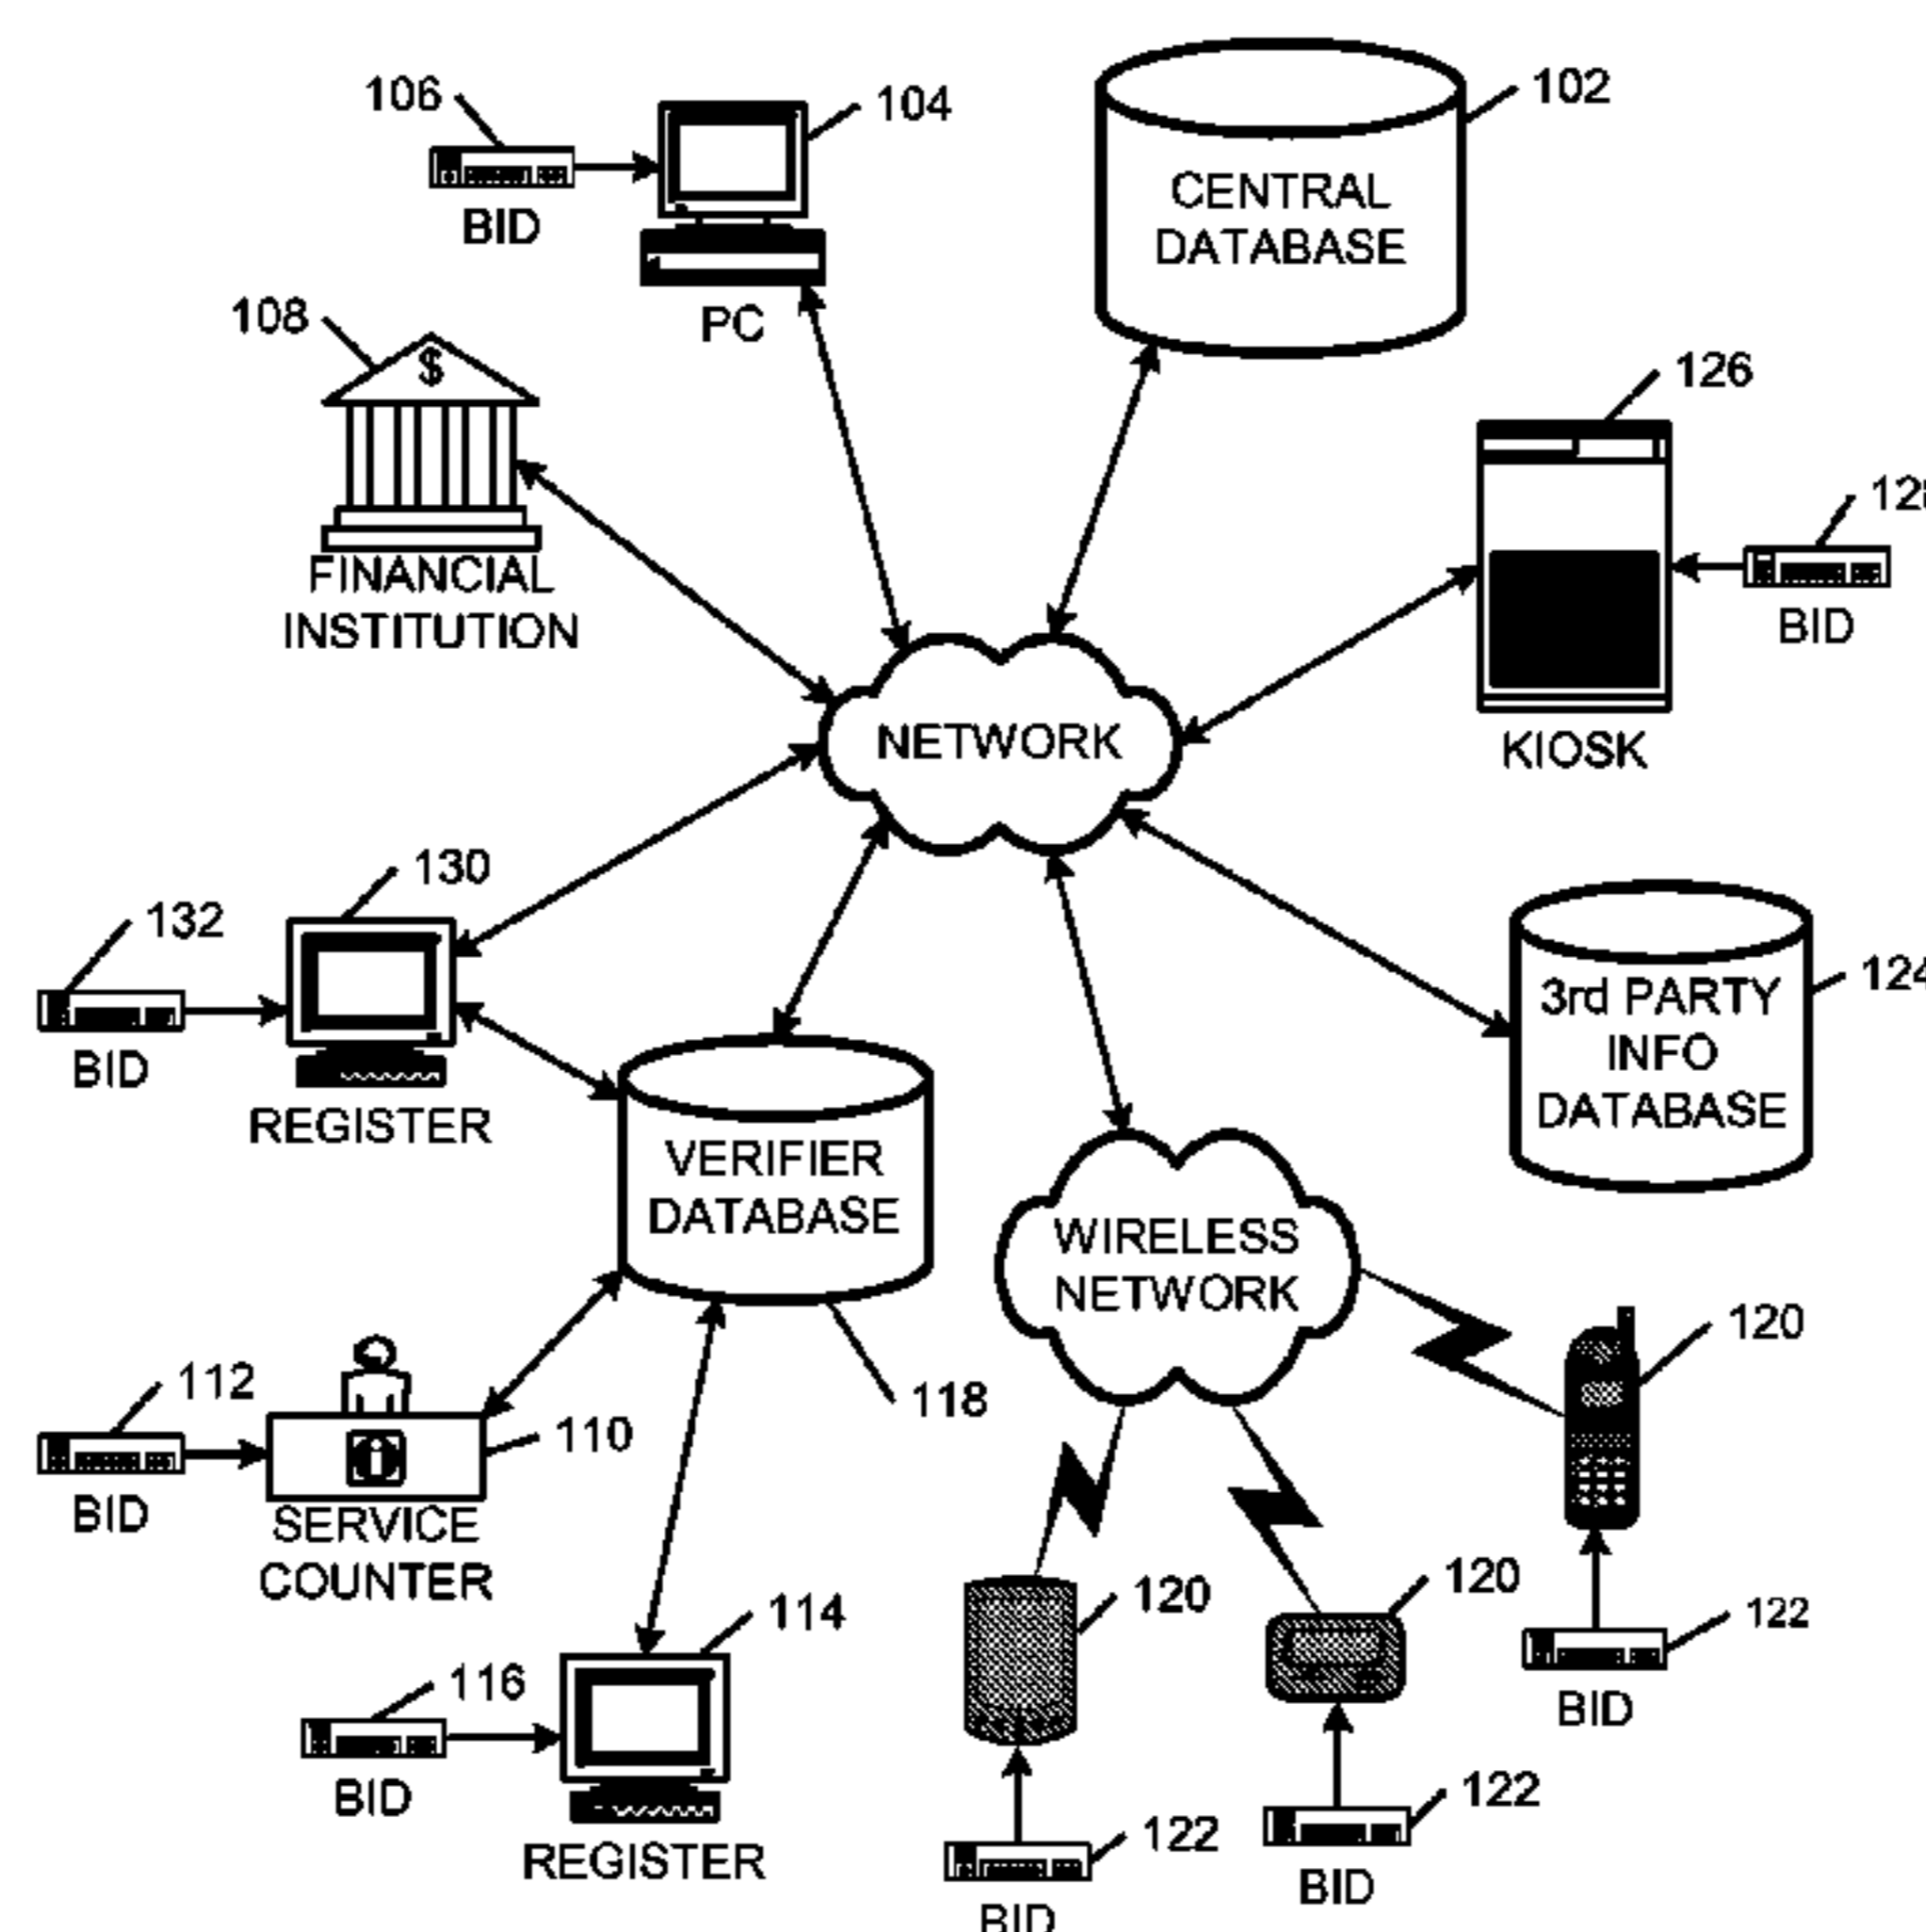 106
104
102
BID
CENTRAL
DATABASE
PC
108
$
126
FINANCIAL
INSTITUTION
BID
NETWORK
KIOSK
130
132
3rd PARTY
INFO
DATABASE
BID
REGISTER
VERIFIER
DATABASE
WIRELESS
NETWORK
112
118
120
110
i
BID
SERVICE
COUNTER
114
120
120
122
116
BID
BID
REGISTER
122
122
BID
BID